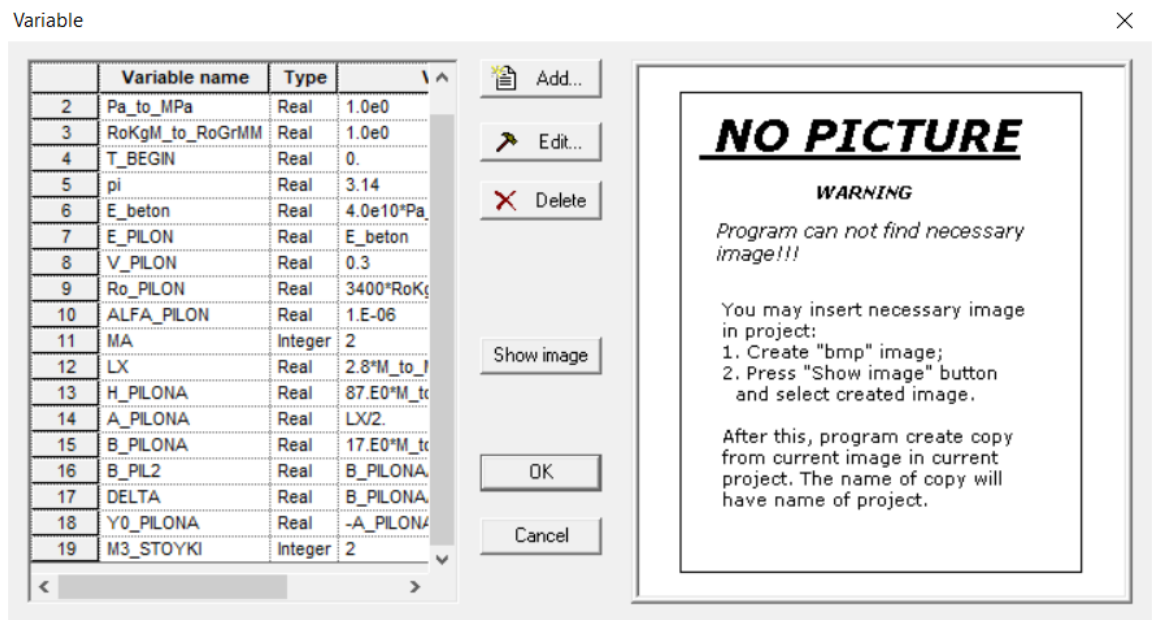 Variable
Variable name Type V
2 Pa_to_MPa Real 1.0e0
3 RoKgM_to_RoGrMM Real 1.0e0
4 T_BEGIN Real 0.
5 pi Real 3.14
6 E_beton Real 4.0e10*Pa_
7 E_PILON Real E_beton
8 V_PILON Real 0.3
9 Ro_PILON Real 3400*RoKg
10 ALFA_PILON Real 1.E-06
11 MA Integer 2
12 LX Real 2.8*M_to_M
13 H_PILONA Real 87.E0*M_to
14 A_PILONA Real LX/2.
15 B_PILONA Real 17.E0*M_to
16 B_PIL2 Real B_PILONA
17 DELTA Real B_PILONA
18 Y0_PILONA Real -A_PILONA
19 M3_STOYKI Integer 2
Add...
Edit...
Delete
Show image
OK
Cancel
NO PICTURE
WARNING
Program can not find necessary
image!!!
You may insert necessary image
in project:
1. Create "bmp" image;
2. Press "Show image" button
and select created image.
After this, program create copy
from current image in current
project. The name of copy will
have name of project.